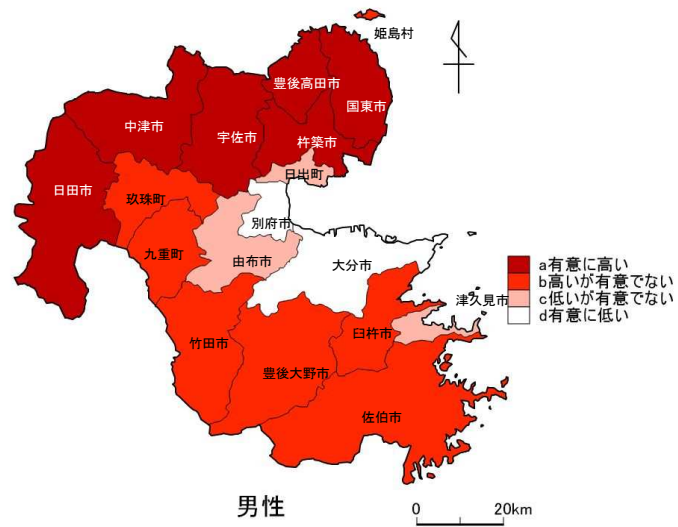 姫島村
豊後高田市
国東市
中津市
宇佐市
杵築市
日出町
日田市
玖珠町
別府市
九重町
由布市
大分市
津久見市
竹田市
臼杵市
豊後大野市
佐伯市
a有意に高い
b高いが有意でない
c低いが有意でない
d有意に低い
男性
0 20km